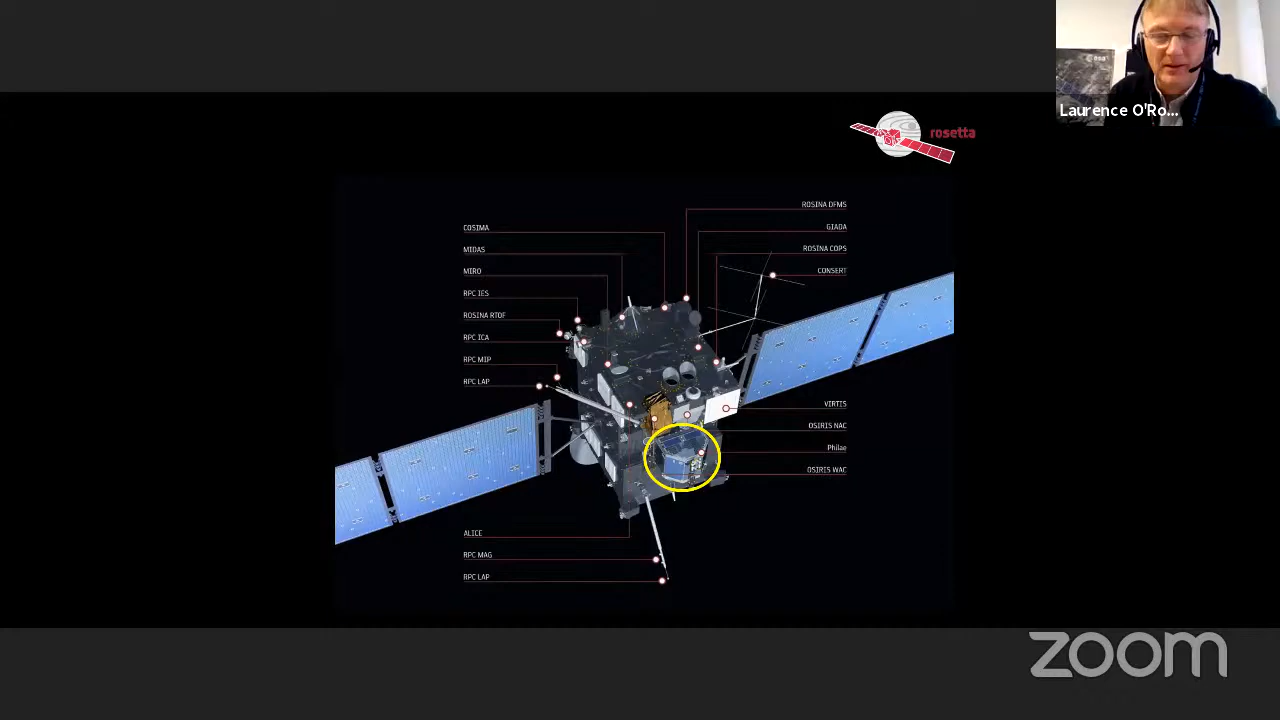 esa
Laurence O'Ro...
rosetta
ROSINA DFMS
GIADA
ROSINA COPS
CONSERT
COSIMA
MIDAS
MIRO
RPC IES
ROSINA RTOF
RPC ICA
RPC MIP
RPC LAP
VIRTIS
OSIRIS NAC
Philae
OSIRIS WAC
ALICE
RPC MAG
RPC LAP
zoom